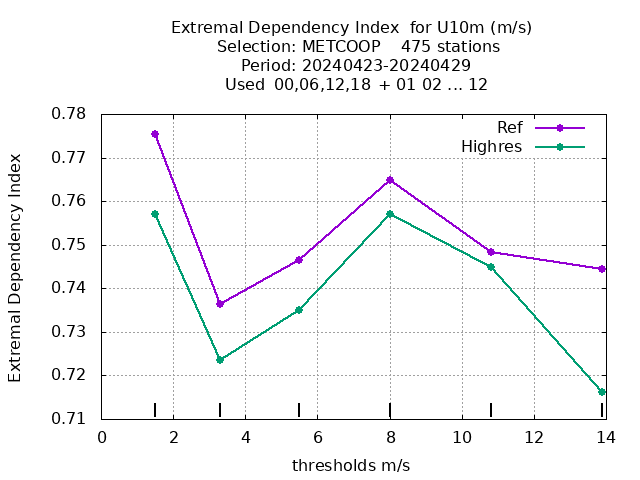 Extremal Dependency Index  for U10m (m/s)
Selection: METCOOP    475 stations
Period: 20240423-20240429
Used  00,06,12,18 + 01 02 ... 12
Ref
Highres
Extremal Dependency Index
0.78
0.77
0.76
0.75
0.74
0.73
0.72
0.71
0 2 4 6 8 10 12 14
thresholds m/s